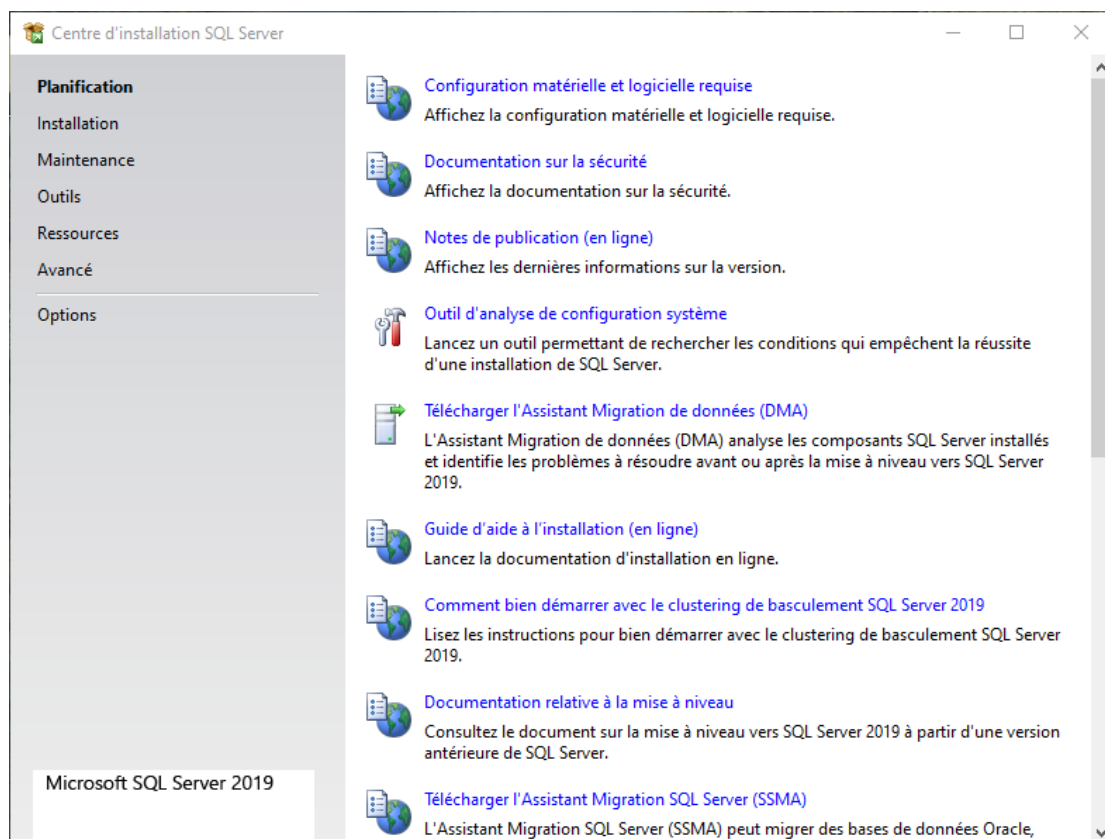 Centre d'installation SQL Server
Planification
Installation
Maintenance
Outils
Ressources
Avancé
Options
Microsoft SQL Server 2019
Configuration matérielle et logicielle requise
Affichez la configuration matérielle et logicielle requise.
Documentation sur la sécurité
Affichez la documentation sur la sécurité.
Notes de publication (en ligne)
Affichez les dernières informations sur la version.
Outil d'analyse de configuration système
Lancez un outil permettant de rechercher les conditions qui empêchent la réussite
d'une installation de SQL Server.
Télécharger l'Assistant Migration de données (DMA)
L'Assistant Migration de données (DMA) analyse les composants SQL Server installés
et identifie les problèmes à résoudre avant ou après la mise à niveau vers SQL Server
2019.
Guide d'aide à l'installation (en ligne)
Lancez la documentation d'installation en ligne.
Comment bien démarrer avec le clustering de basculement SQL Server 2019
Lisez les instructions pour bien démarrer avec le clustering de basculement SQL Server
2019.
Documentation relative à la mise à niveau
Consultez le document sur la mise à niveau vers SQL Server 2019 à partir d'une version
antérieure de SQL Server.
Télécharger l'Assistant Migration SQL Server (SSMA)
L'Assistant Migration SQL Server (SSMA) peut migrer des bases de données Oracle,